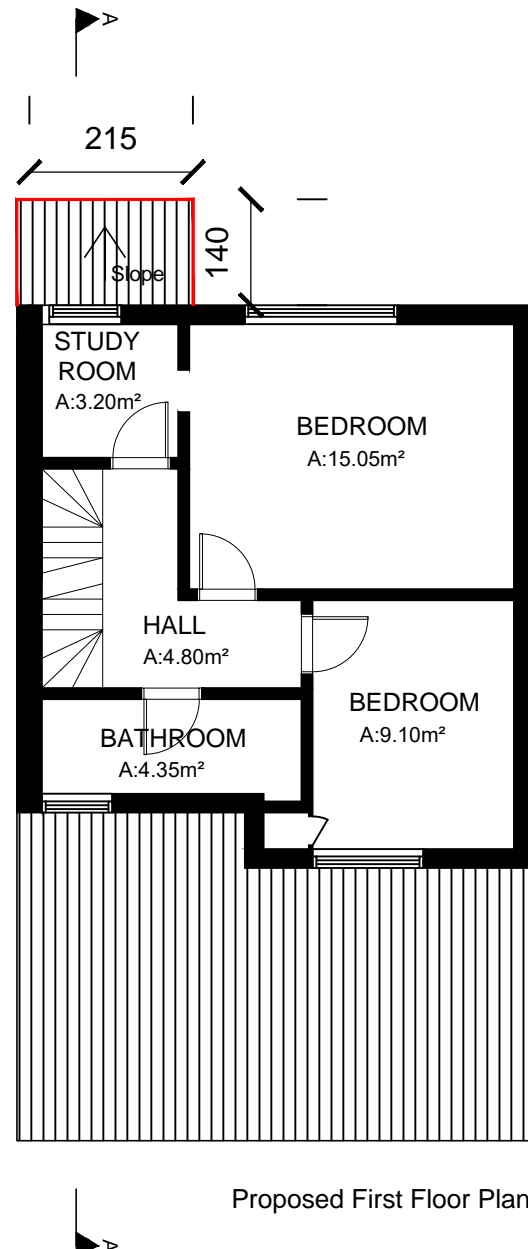 A
215
140
Slope
STUDY
ROOM
A:3.20m²
BEDROOM
A:15.05m²
HALL
A:4.80m²
BEDROOM
A:9.10m²
BATHROOM
A:4.35m²
Proposed First Floor Plan
A